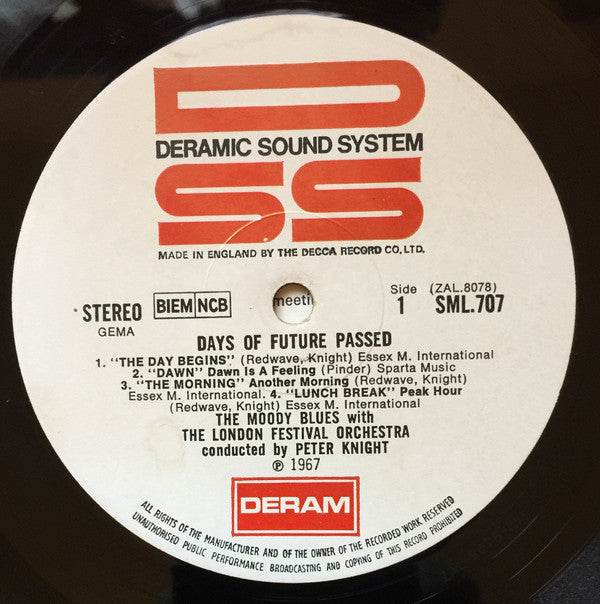 D
DERAMIC SOUND SYSTEM
SS
MADE IN ENGLAND BY THE DECCA RECORD CO. LTD.
STEREO BIEM NCB Side (ZAL.8078)
GEMA 1 SML.707
DAYS OF FUTURE PASSED
1. "THE DAY BEGINS" (Redwave, Knight) Essex M. International
2. "DAWN" Dawn Is A Feeling (Pinder) Sparta Music
3. "THE MORNING" Another Morning (Redwave, Knight)
Essex M. International. 4. "LUNCH BREAK" Peak Hour
(Redwave, Knight) Essex M. International
THE MOODY BLUES with
THE LONDON FESTIVAL ORCHESTRA
conducted by PETER KNIGHT
℗ 1967
DERAM
ALL RIGHTS OF THE MANUFACTURER AND OF THE OWNER OF THE RECORDED WORK RESERVED
UNAUTHORISED PUBLIC PERFORMANCE BROADCASTING AND COPYING OF THIS RECORD PROHIBITED